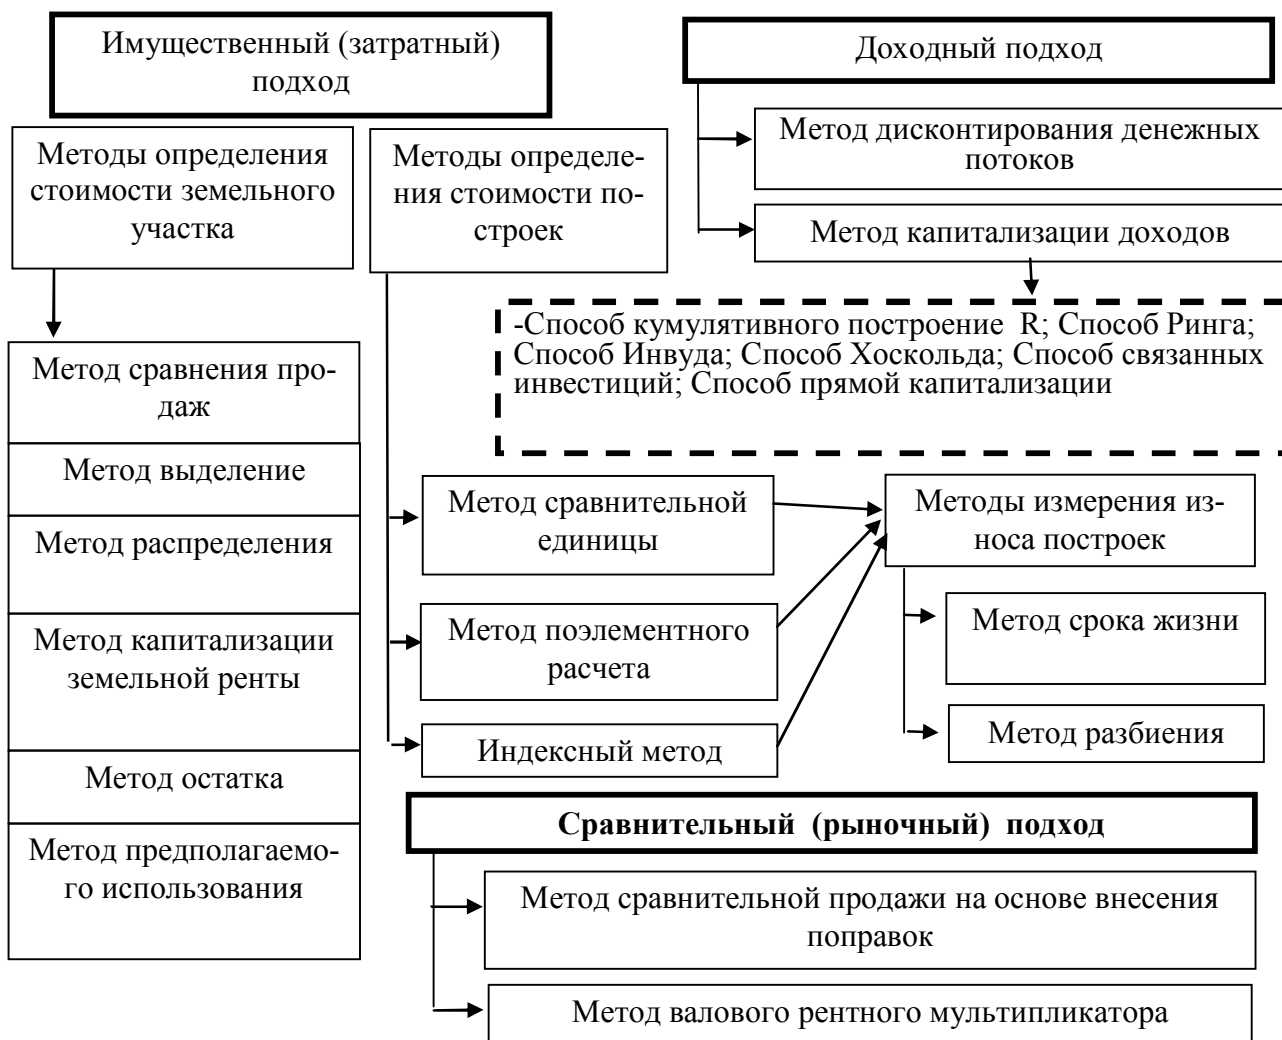 Имущественный (затратный)
подход
Доходный подход
Методы определения
стоимости земельного
участка
Методы определе-
ния стоимости по-
строек
Метод дисконтирования денежных
потоков
Метод капитализации доходов
-Способ кумулятивного построение R; Способ Ринга;
Способ Инвуда; Способ Хоскольда; Способ связанных
инвестиций; Способ прямой капитализации
Метод сравнения про-
даж
Метод выделение
Метод распределения
Метод капитализации
земельной ренты
Метод остатка
Метод предполагаемо-
го использования
Метод сравнительной
единицы
Метод поэлементного
расчета
Индексный метод
Методы измерения из-
носа построек
Метод срока жизни
Метод разбиения
Сравнительный (рыночный) подход
Метод сравнительной продажи на основе внесения
поправок
Метод валового рентного мультипликатора